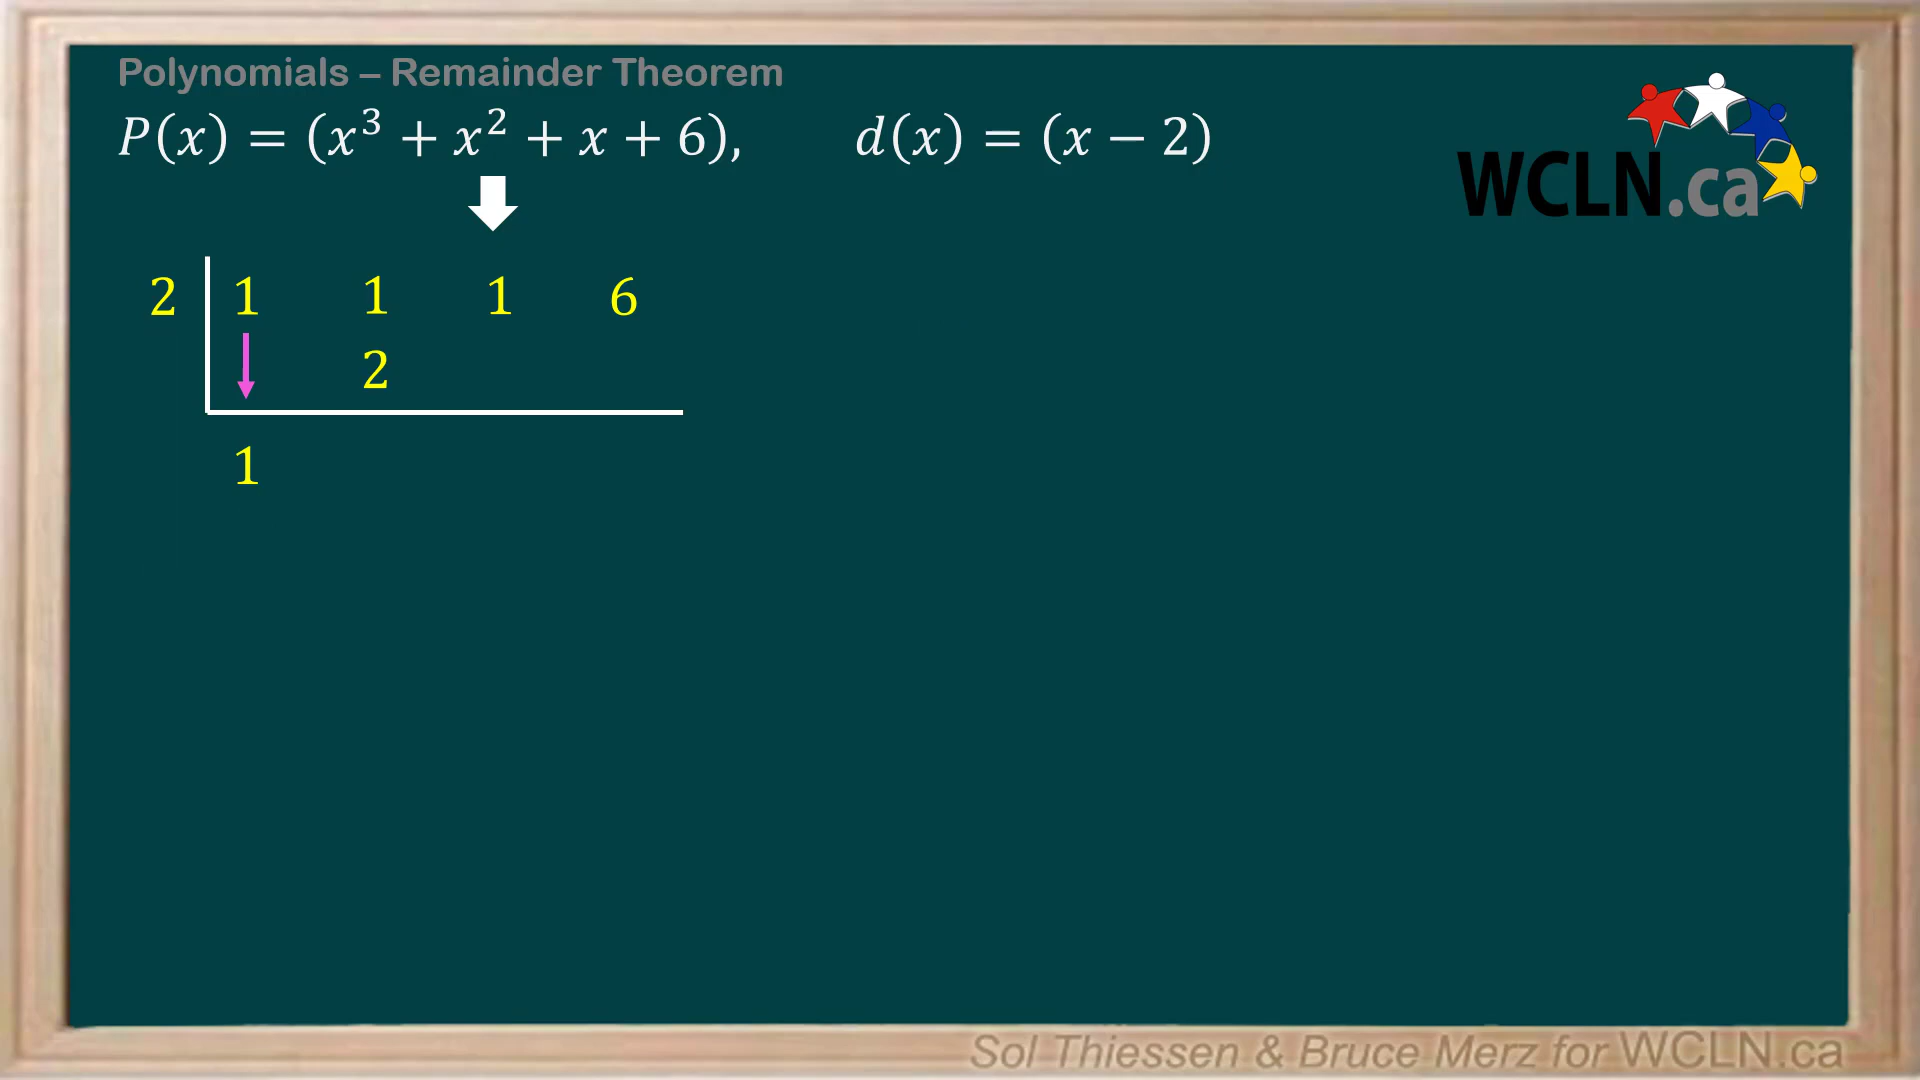 Polynomials – Remainder Theorem
P(x) = (x³ + x² + x + 6), d(x) = (x − 2)
WCLN.ca
2 1 1 1 6
2
1
Sol Thiessen & Bruce Merz for WCLN.ca